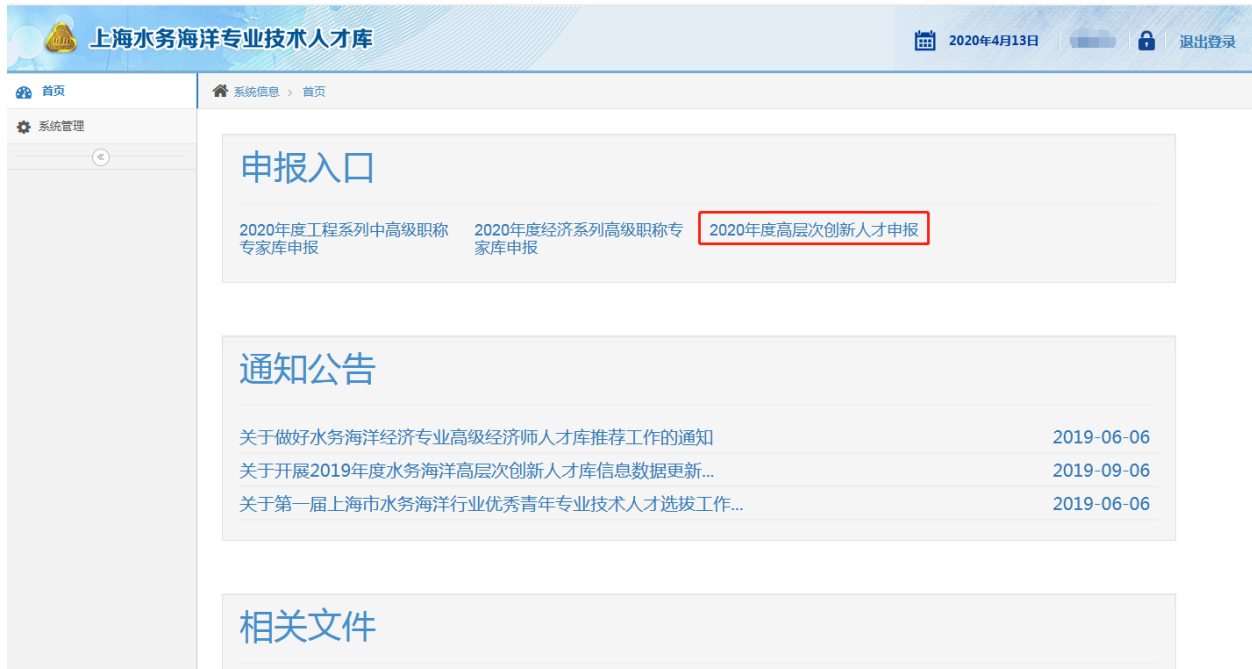 上海水务海洋专业技术人才库
2020年4月13日
退出登录
首页
系统信息 > 首页
系统管理
申报入口
2020年度工程系列中高级职称
专家库申报
2020年度经济系列高级职称专
家库申报
2020年度高层次创新人才申报
通知公告
关于做好水务海洋经济专业高级经济师人才库推荐工作的通知 2019-06-06
关于开展2019年度水务海洋高层次创新人才库信息数据更新... 2019-09-06
关于第一届上海市水务海洋行业优秀青年专业技术人才选拔工作... 2019-06-06
相关文件